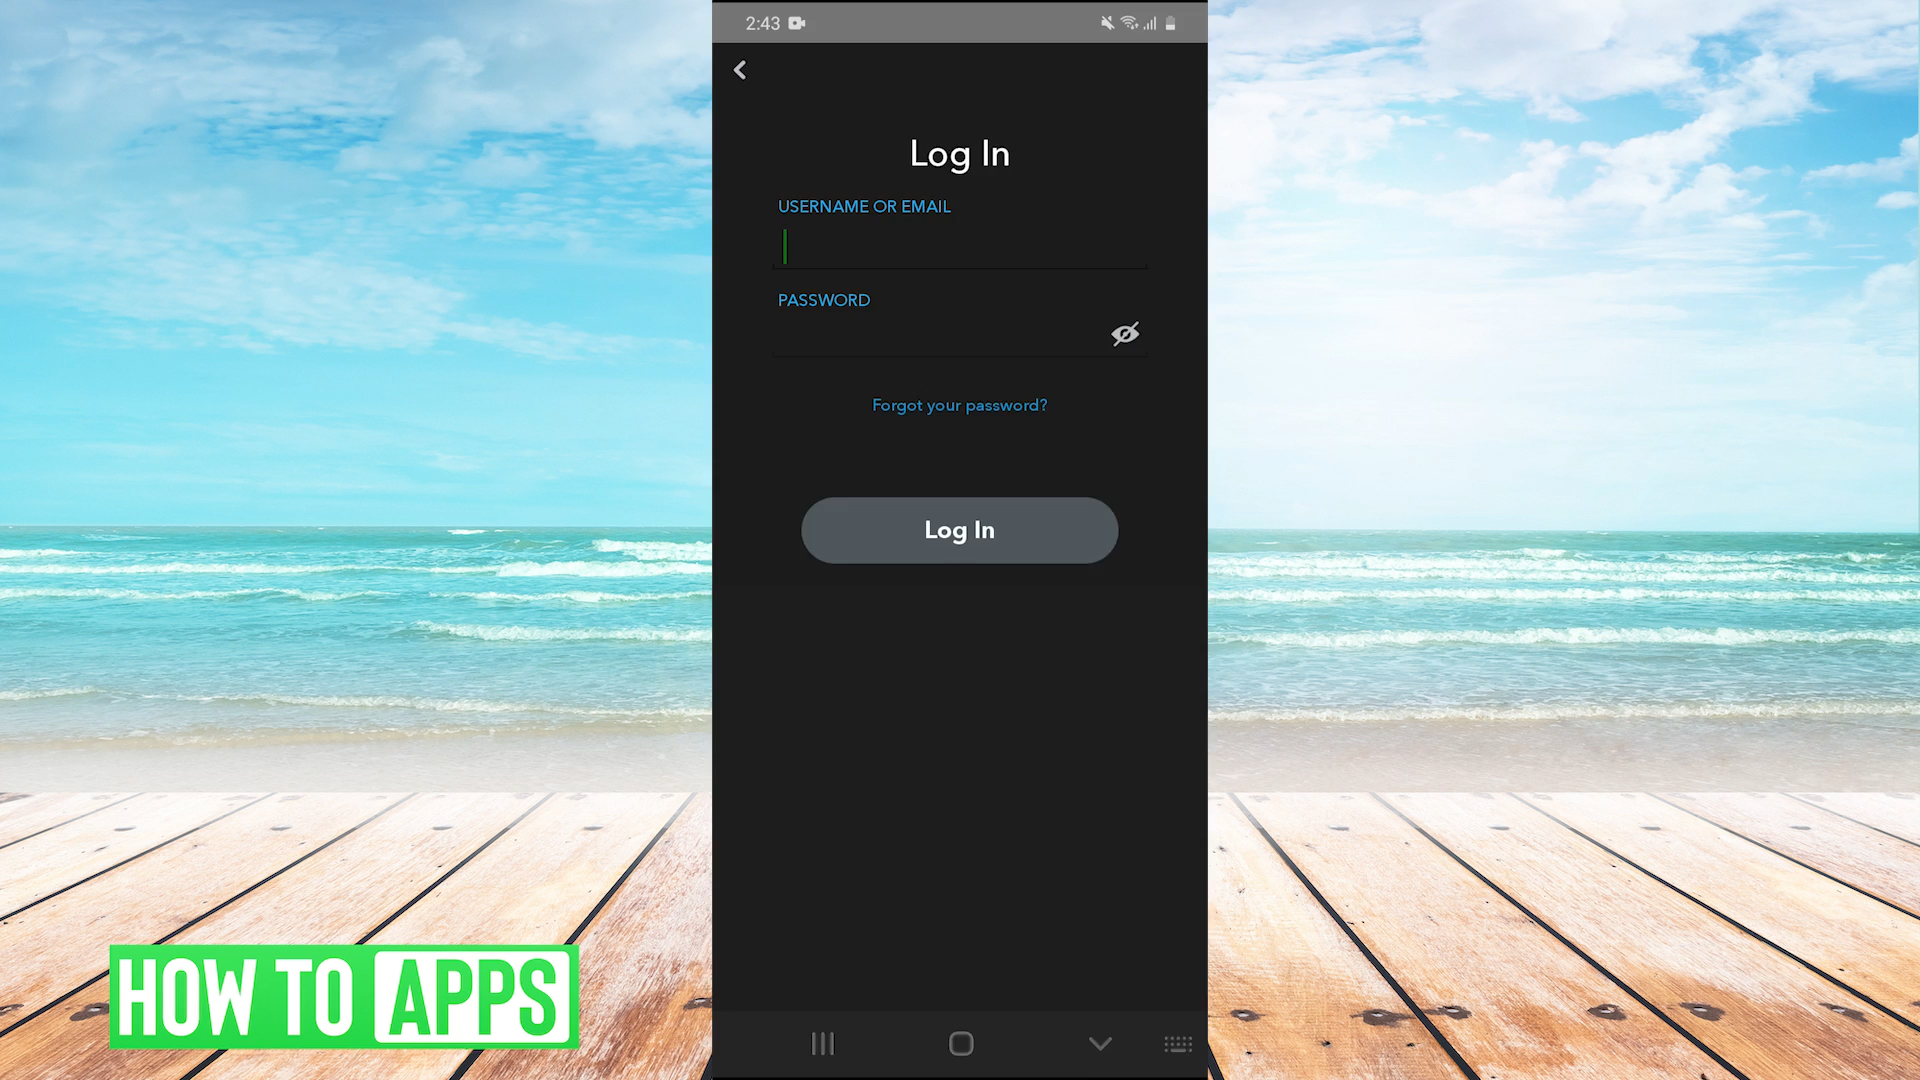 2:43
Log In
USERNAME OR EMAIL
PASSWORD
Forgot your password?
Log In
HOW TO APPS